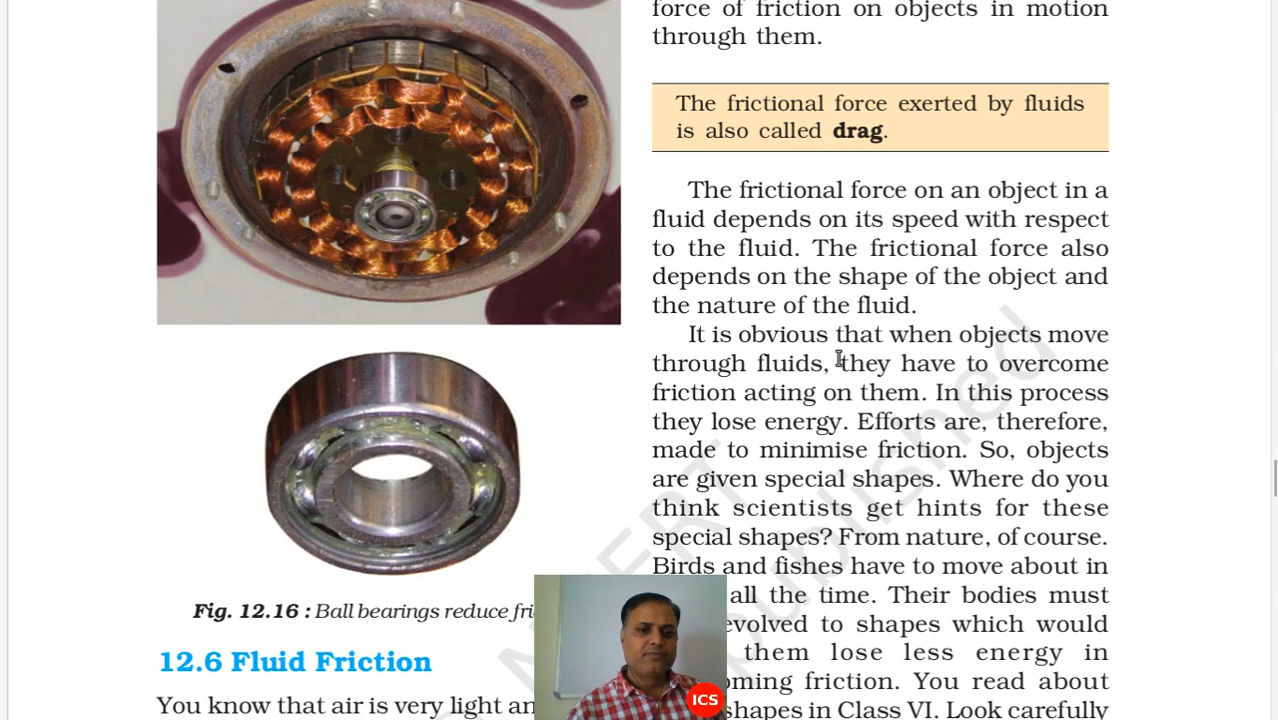 Fig. 12.16 : Ball bearings reduce
12.6 Fluid Friction
You know that air is very light
force of friction on objects in motion
through them.
The frictional force exerted by fluids
is also called drag.
The frictional force on an object in a
fluid depends on its speed with respect
to the fluid. The frictional force also
depends on the shape of the object and
the nature of the fluid.
It is obvious that when objects move
through fluids, they have to overcome
friction acting on them. In this process
they lose energy. Efforts are, therefore,
made to minimise friction. So, objects
are given special shapes. Where do you
think scientists get hints for these
special shapes? From nature, of course.
Birds and fishes have to move about in
all the time. Their bodies must
evolved to shapes which would
them lose less energy in
friction. You read about
shapes in Class VI. Look carefully
ICS